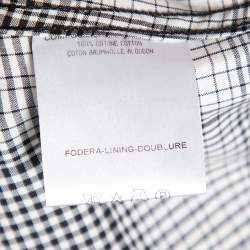 100% COTONE COTTON
COTON BAUMWOLLE ALGODON
FODERA-LINING-DOUBLURE